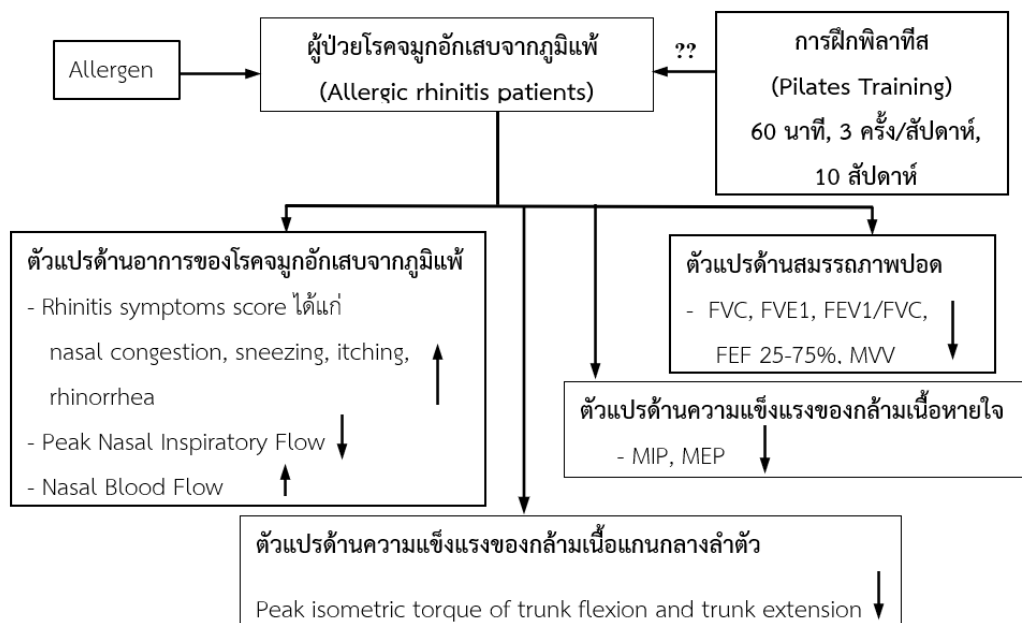 Allergen
ผู้ป่วยโรคจมูกอักเสบจากภูมิแพ้
(Allergic rhinitis patients)
??
การฝึกพิลาทีส
(Pilates Training)
60 นาที, 3 ครั้ง/สัปดาห์,
10 สัปดาห์
ตัวแปรด้านอาการของโรคจมูกอักเสบจากภูมิแพ้
- Rhinitis symptoms score ได้แก่
nasal congestion, sneezing, itching,
rhinorrhea
- Peak Nasal Inspiratory Flow
- Nasal Blood Flow
ตัวแปรด้านสมรรถภาพปอด
- FVC, FVE1, FEV1/FVC,
FEF 25-75%, MVV
ตัวแปรด้านความแข็งแรงของกล้ามเนื้อหายใจ
- MIP, MEP
ตัวแปรด้านความแข็งแรงของกล้ามเนื้อแกนกลางลำตัว
Peak isometric torque of trunk flexion and trunk extension